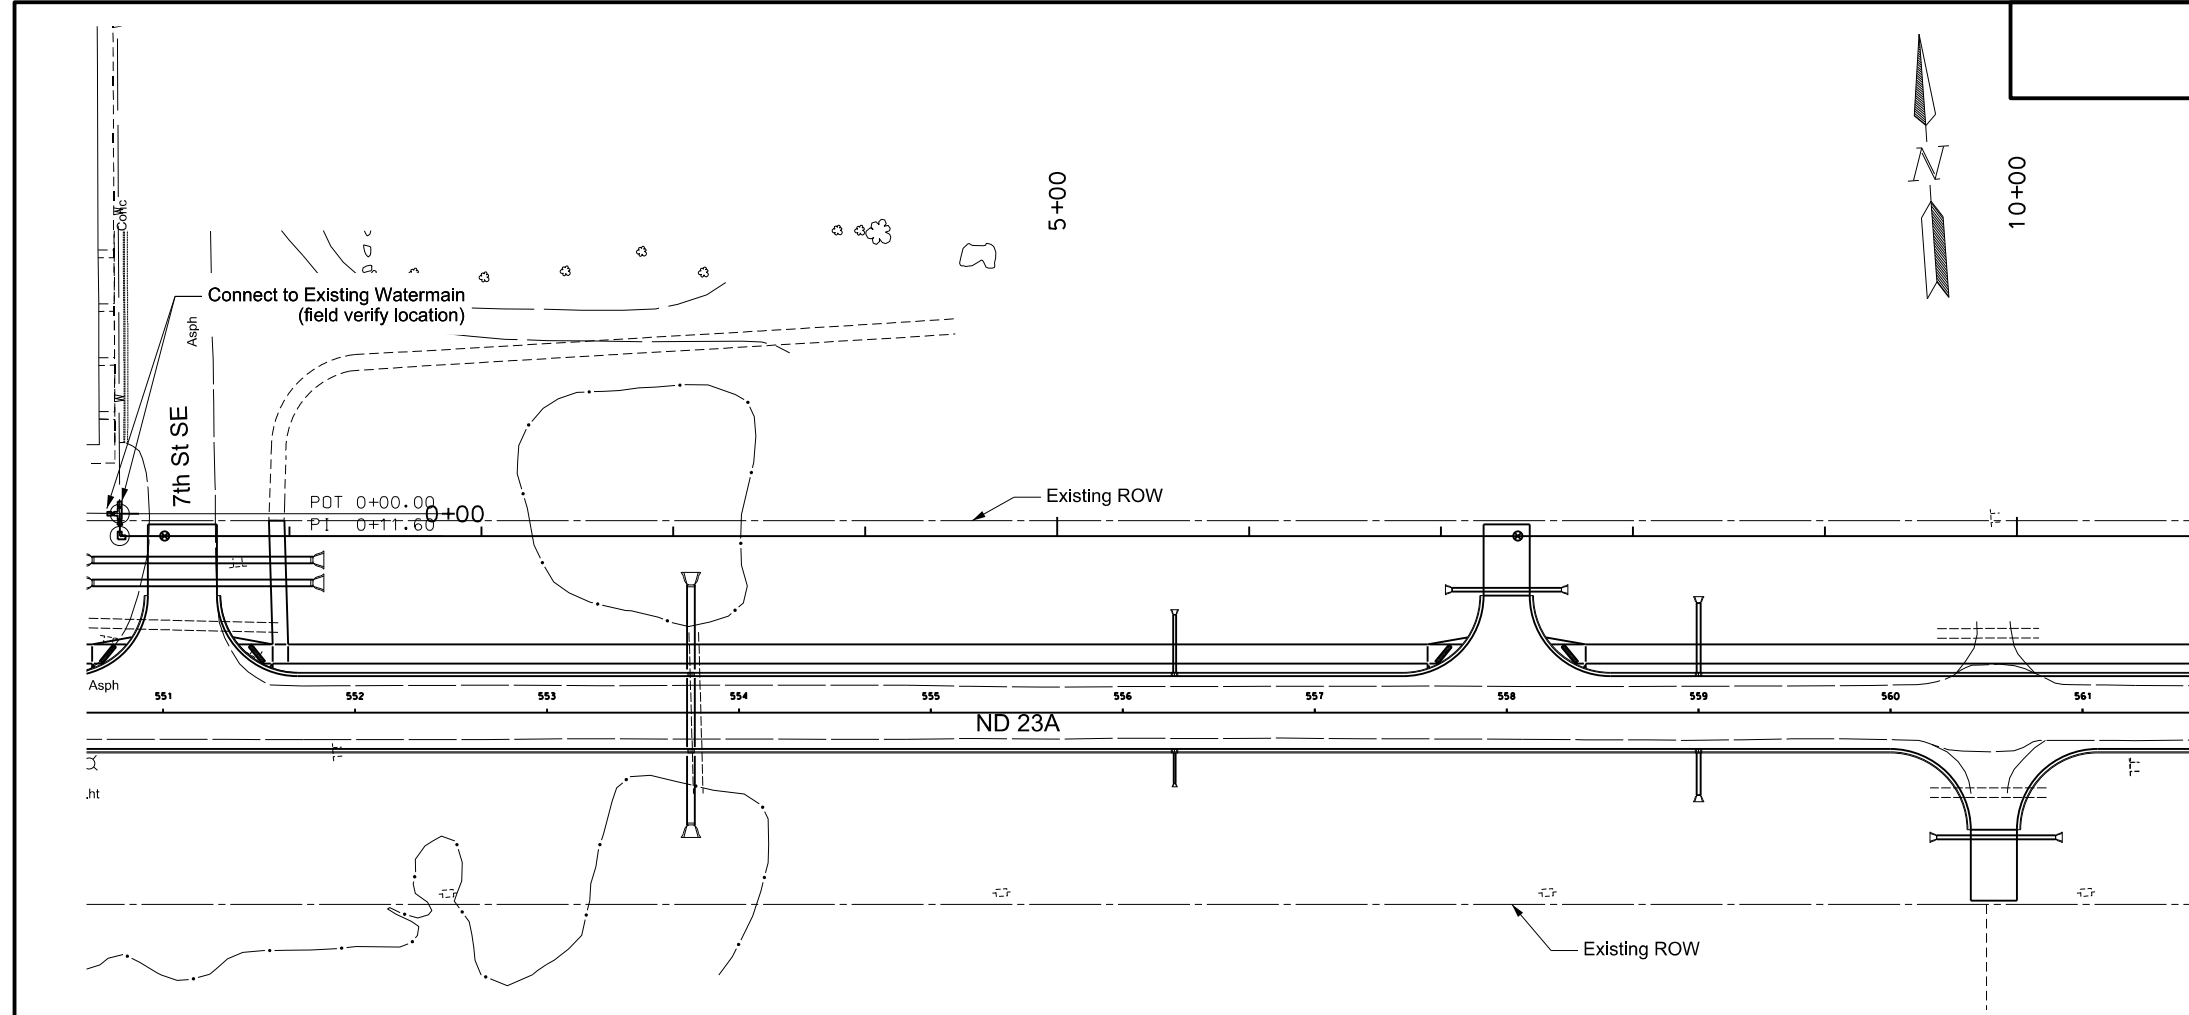 5+00
N
10+00
W
Conc
Connect to Existing Watermain
(field verify location)
Asph
W
7th St SE
POT 0+00.00
0+00
PI 0+11.60
Existing ROW
Asph
551
552
553
554
555
556
557
558
559
560
561
ND 23A
ht
Existing ROW